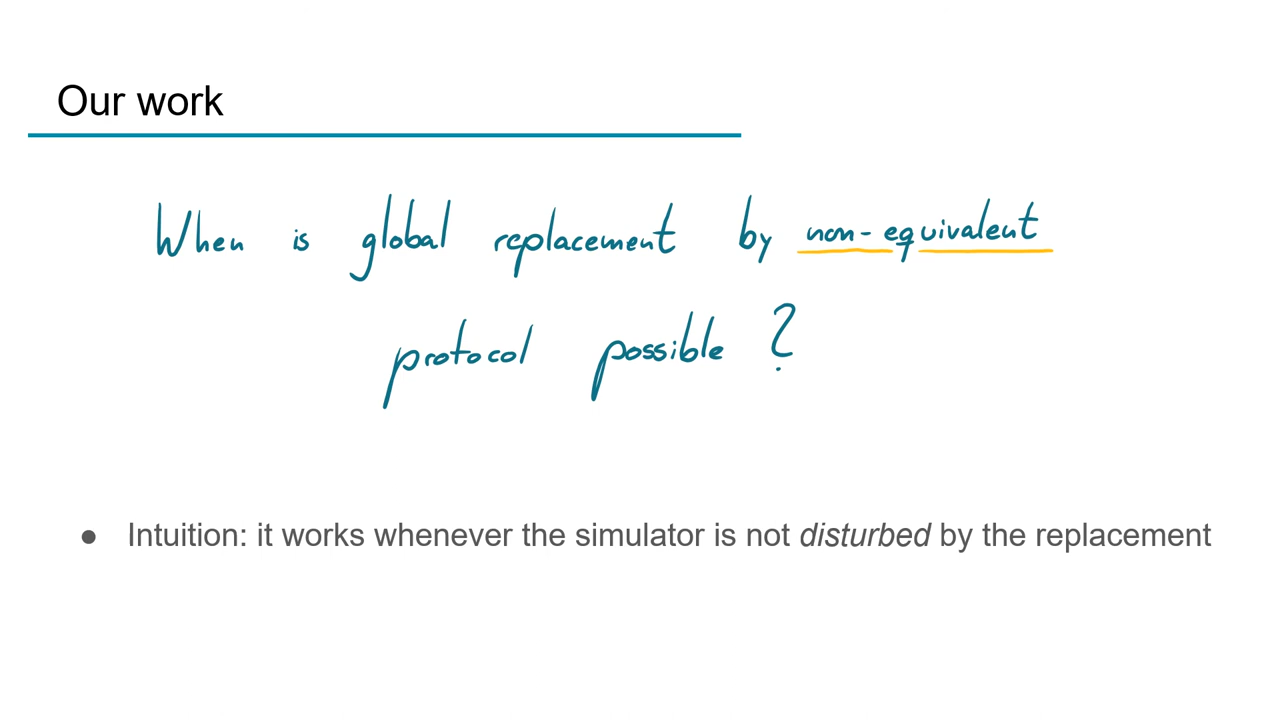 Our work
When is global replacement by non-equivalent
protocol possible ?
● Intuition: it works whenever the simulator is not disturbed by the replacement